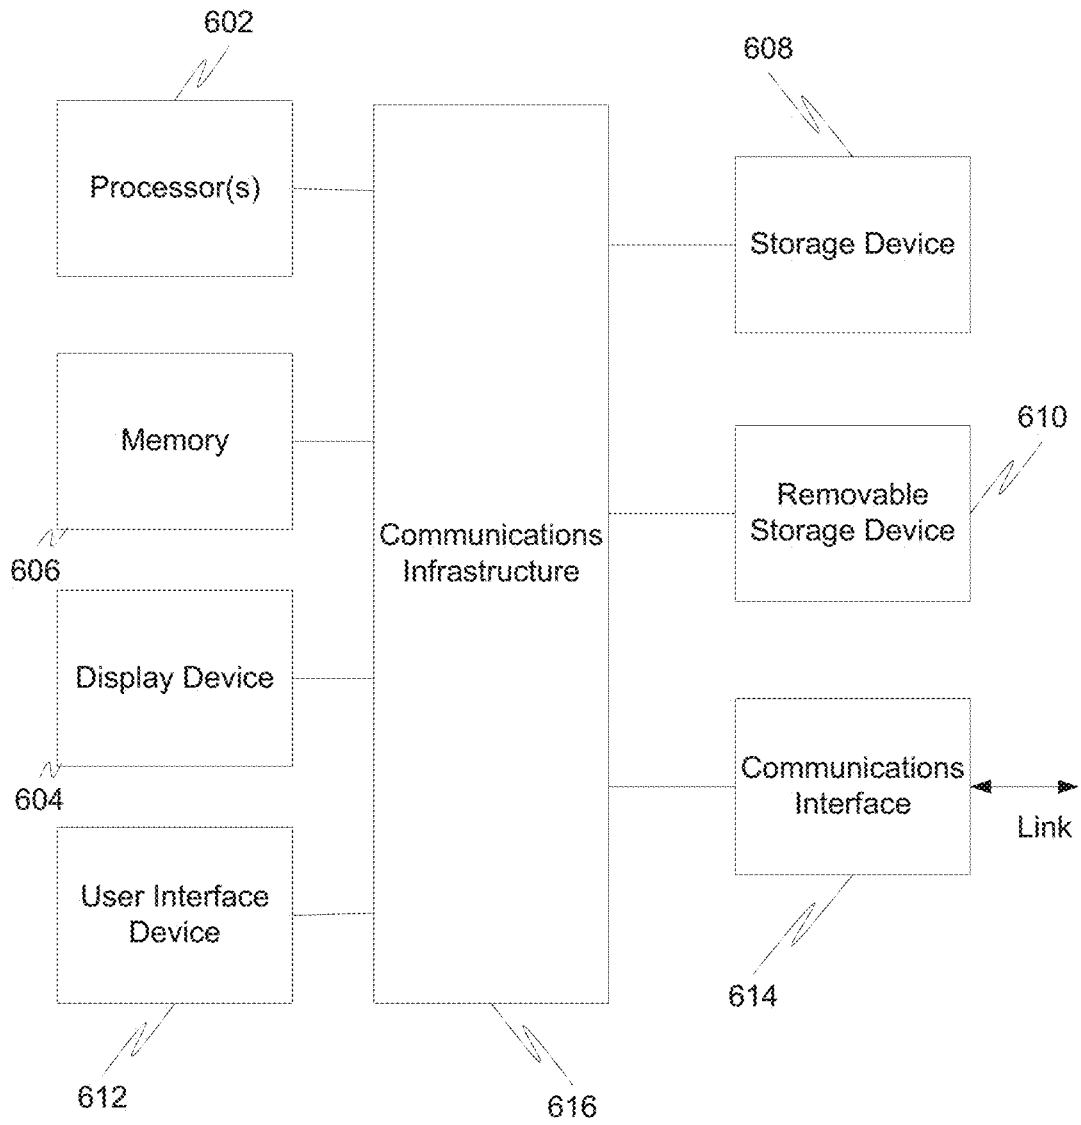 602
608
Processor(s)
Storage Device
Memory
610
Removable
Storage Device
606
Communications
Infrastructure
Display Device
604
Communications
Interface
Link
User Interface
Device
614
612
616